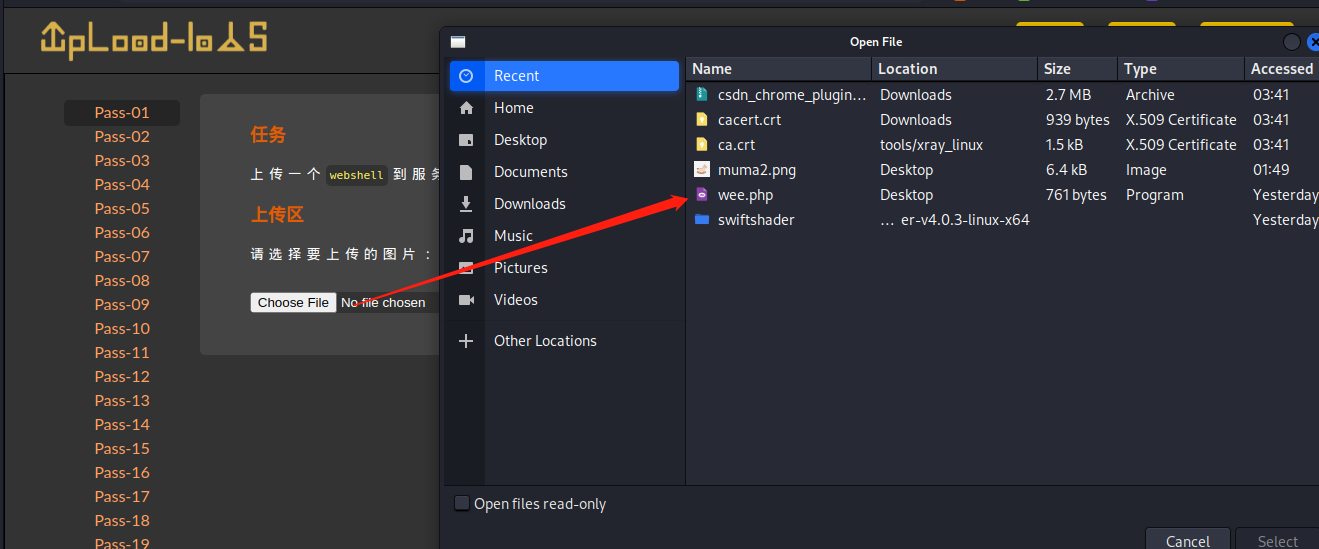 UpLoad-labS
Pass-01
Pass-02
Pass-03
Pass-04
Pass-05
Pass-06
Pass-07
Pass-08
Pass-09
Pass-10
Pass-11
Pass-12
Pass-13
Pass-14
Pass-15
Pass-16
Pass-17
Pass-18
Pass-19
任务
上传一个 webshell 到服务
上传区
请选择要上传的图片：
Choose File No file chosen
Open File
Recent
Home
Desktop
Documents
Downloads
Music
Pictures
Videos
Other Locations
Name Location Size Type Accessed
csdn_chrome_plugin... Downloads 2.7 MB Archive 03:41
cacert.crt Downloads 939 bytes X.509 Certificate 03:41
ca.crt tools/xray_linux 1.5 kB X.509 Certificate 03:41
muma2.png Desktop 6.4 kB Image 01:49
wee.php Desktop 761 bytes Program Yesterday
swiftshader ... er-v4.0.3-linux-x64 Yesterday
Open files read-only
Cancel Select